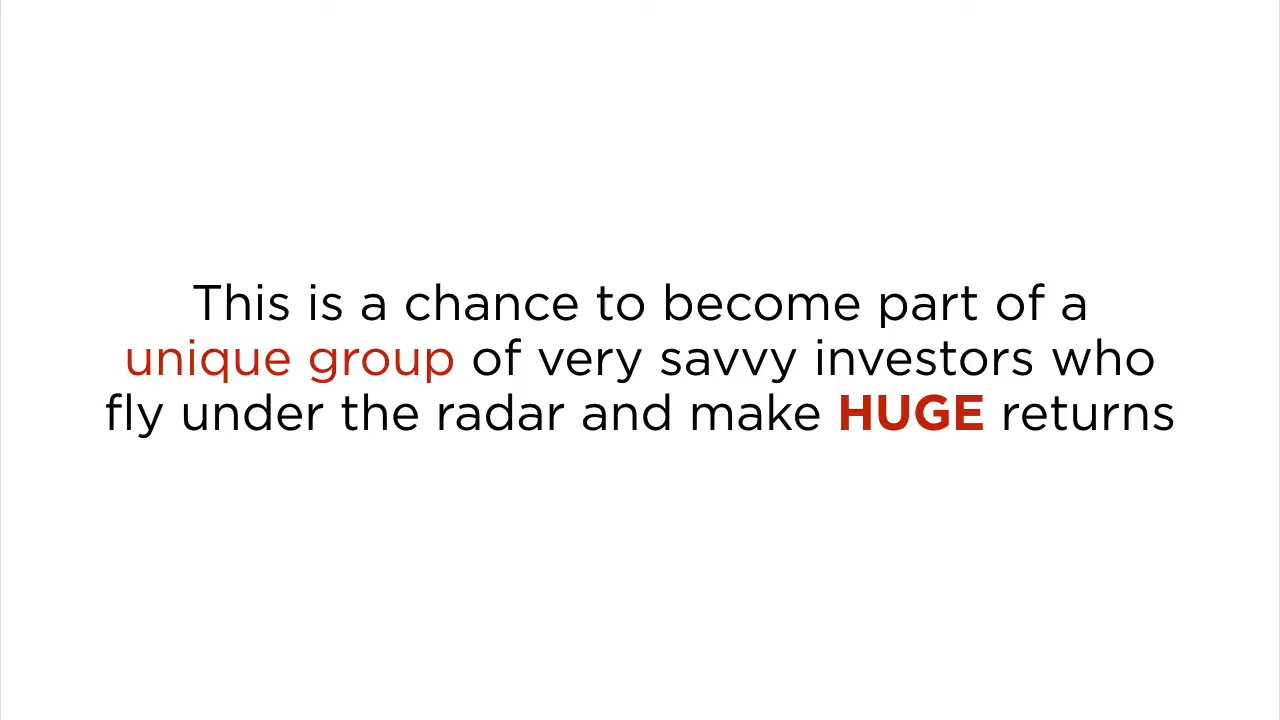 This is a chance to become part of a
unique group of very savvy investors who
fly under the radar and make HUGE returns